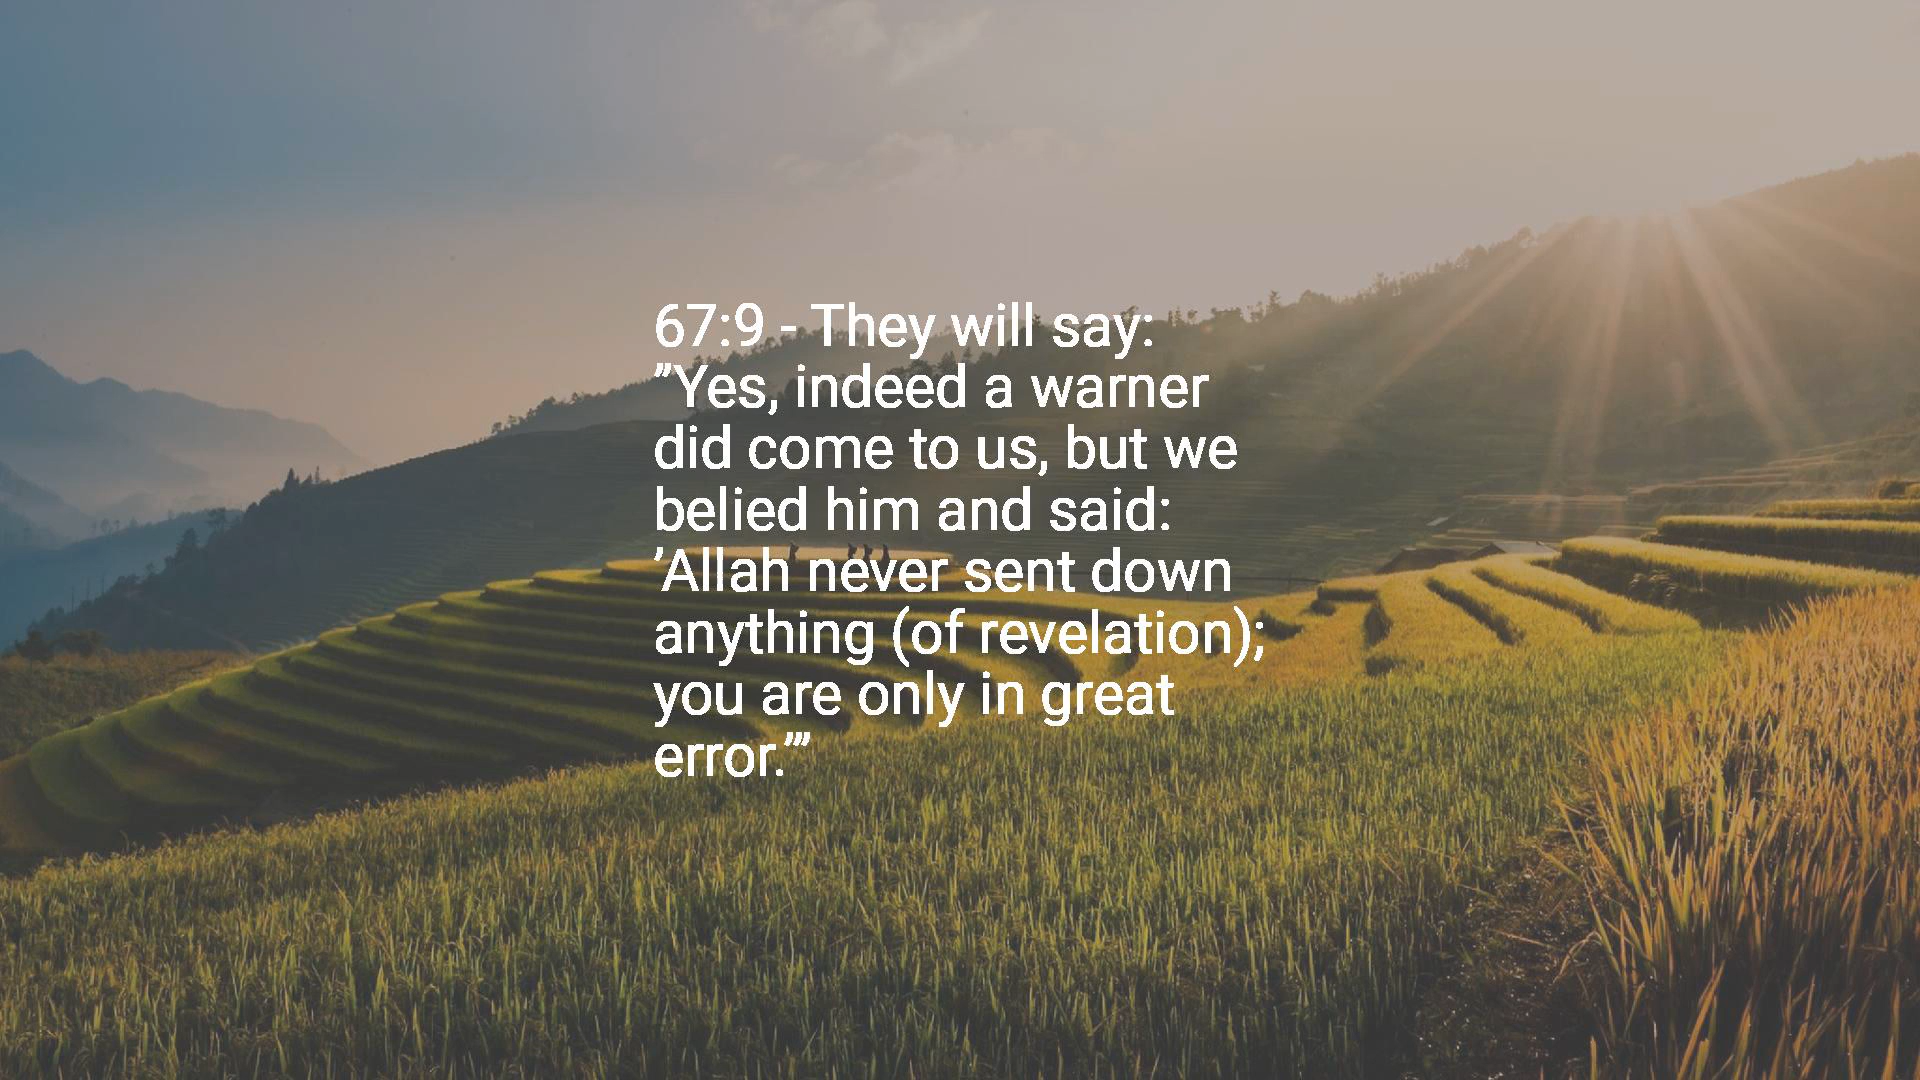 67:9 - They will say:
”Yes, indeed a warner
did come to us, but we
belied him and said:
’Allah never sent down
anything (of revelation);
you are only in great
error.’”